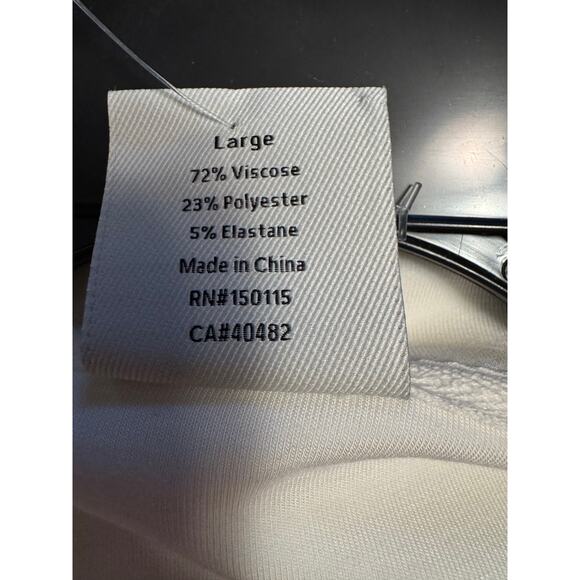 Large
72% Viscose
23% Polyester
5% Elastane
Made in China
RN#150115
CA#40482